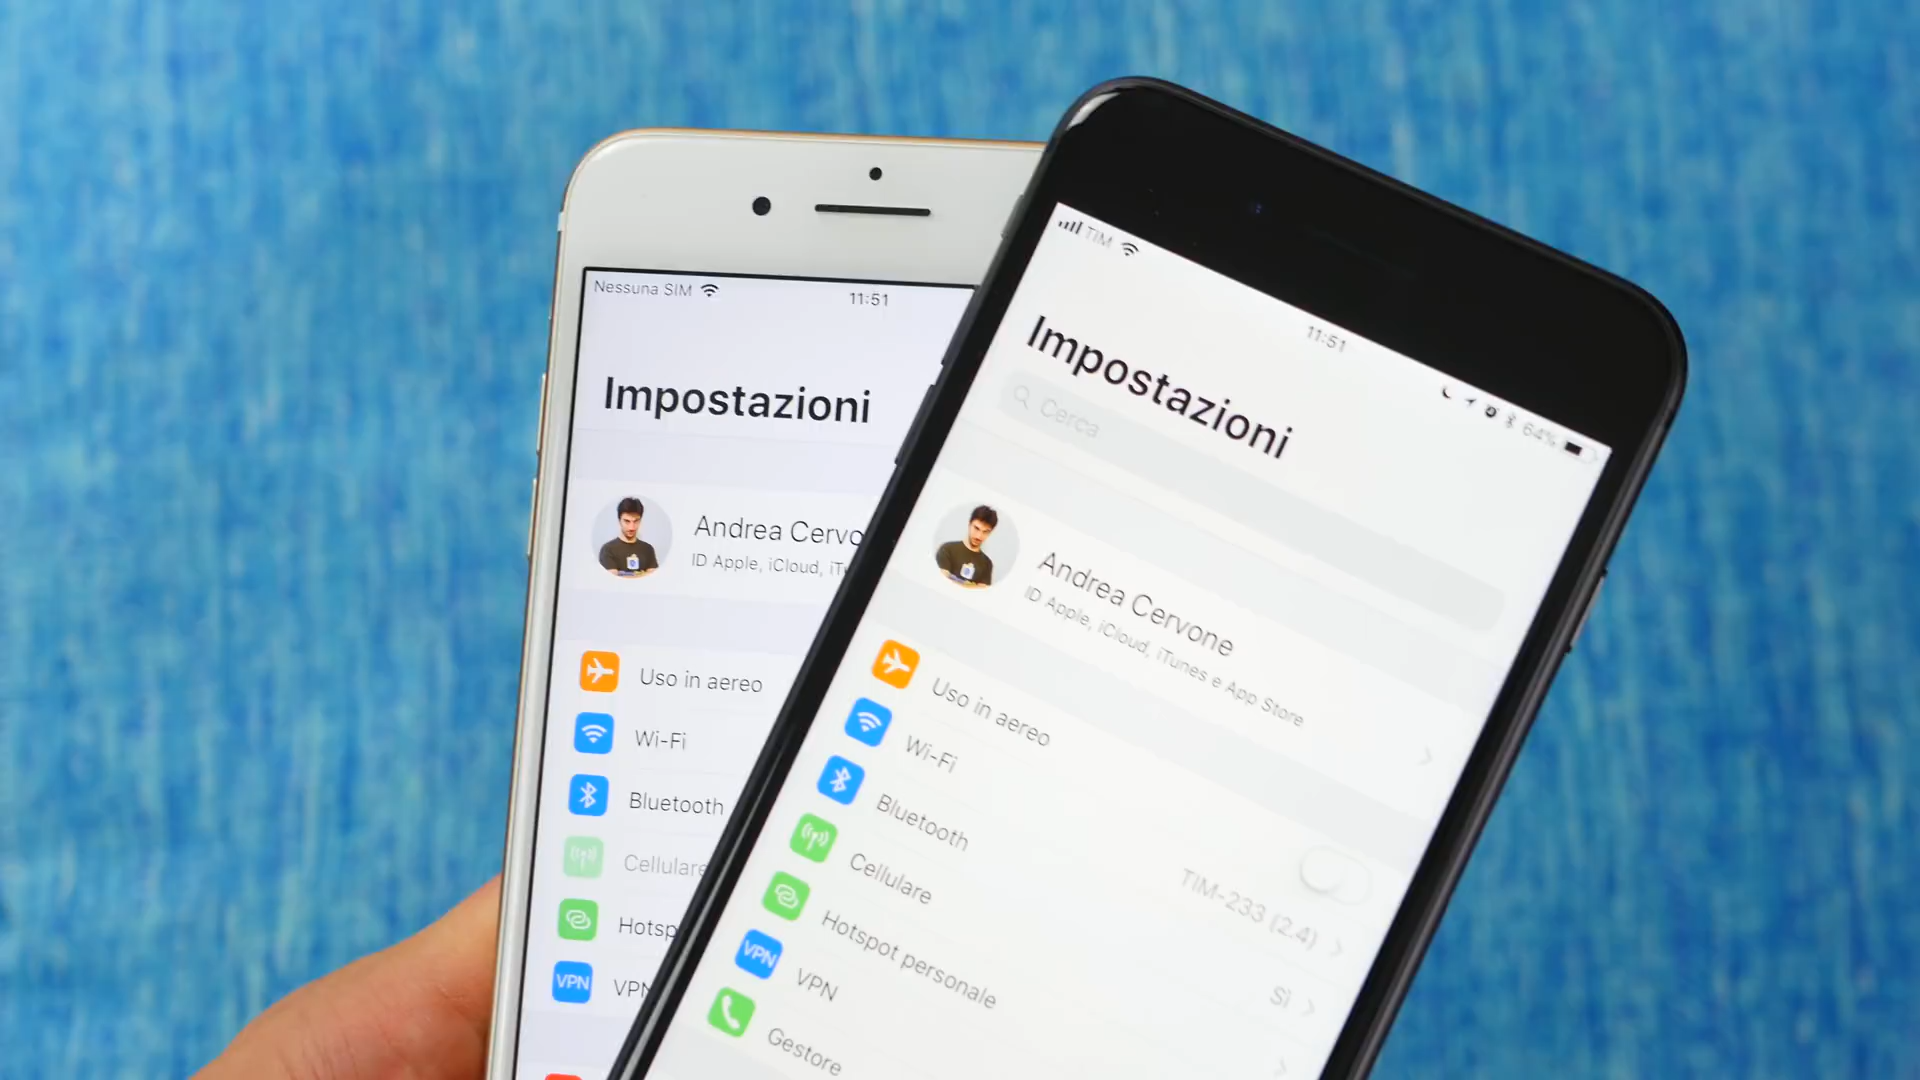 Nessuna SIM
11:51
Impostazioni
Andrea Cervo
ID Apple, iCloud, iTu
Uso in aereo
Wi-Fi
Bluetooth
Cellulare
Hotsp
VPN
VPN
TIM
11:51
64%
Impostazioni
Cerca
Andrea Cervone
ID Apple, iCloud, iTunes e App Store
Uso in aereo
Wi-Fi
TIM-233 (2.4)
Bluetooth
Sì
Cellulare
Hotspot personale
VPN
VPN
Gestore